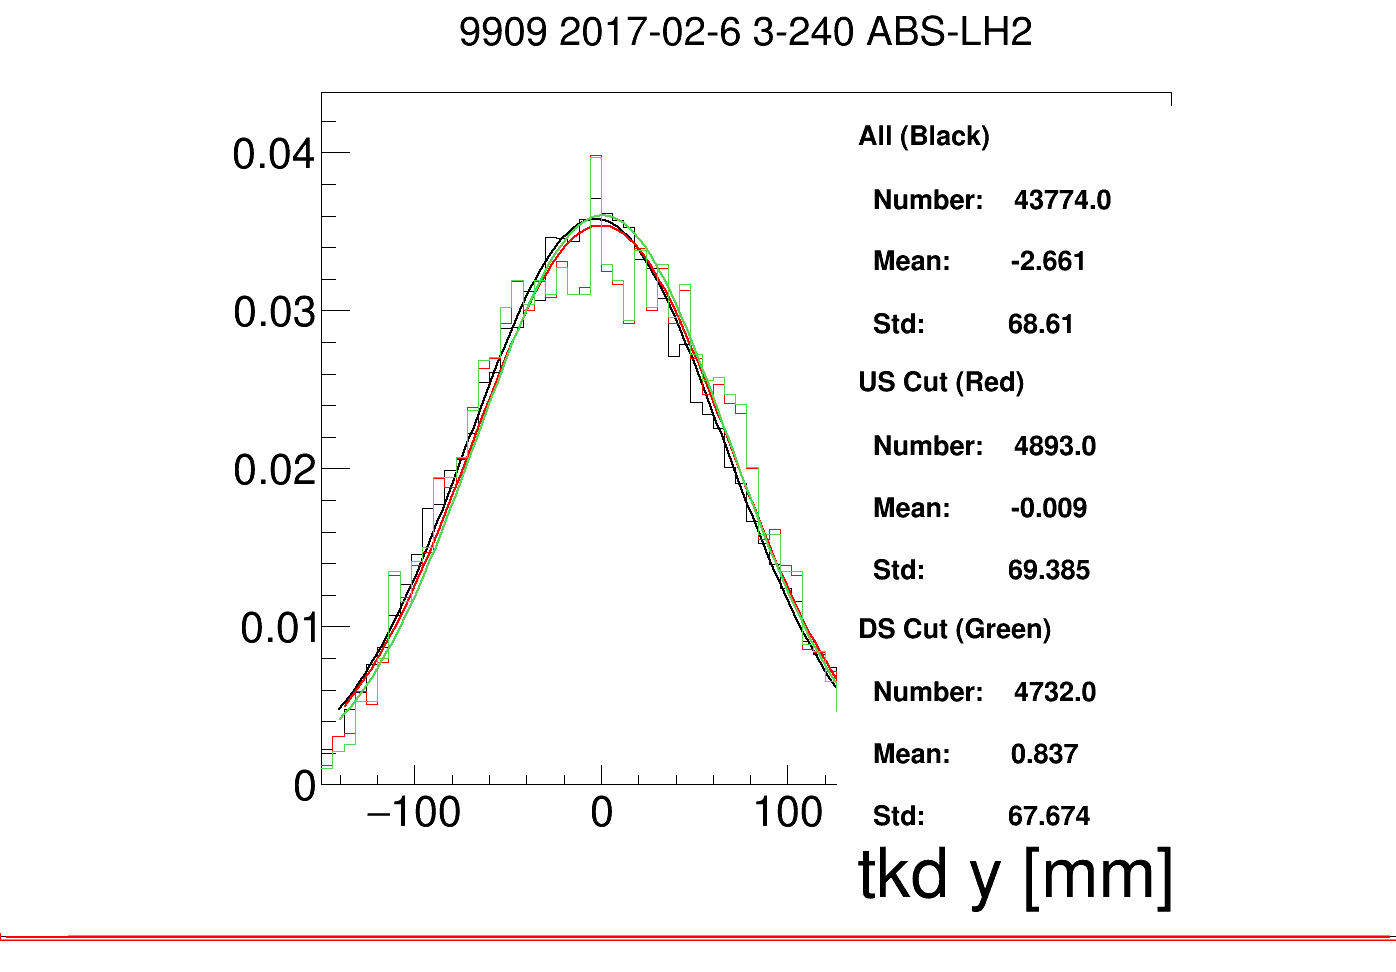 9909 2017-02-6 3-240 ABS-LH2
0.04
0.03
0.02
0.01
0
−100 0 100
All (Black)
Number: 43774.0
Mean: -2.661
Std: 68.61
US Cut (Red)
Number: 4893.0
Mean: -0.009
Std: 69.385
DS Cut (Green)
Number: 4732.0
Mean: 0.837
Std: 67.674
tkd y [mm]